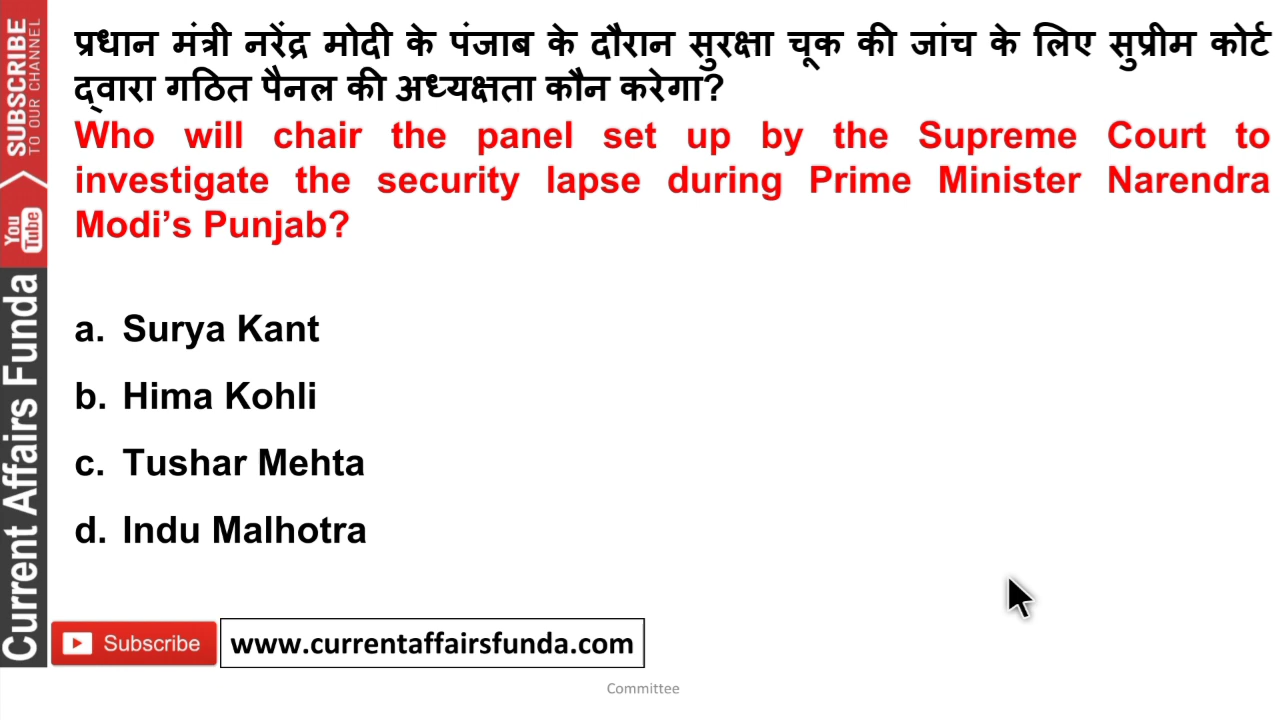 प्रधान मंत्री नरेंद्र मोदी के पंजाब के दौरान सुरक्षा चूक की जांच के लिए सुप्रीम कोर्ट
द्वारा गठित पैनल की अध्यक्षता कौन करेगा?
Who will chair the panel set up by the Supreme Court to
investigate the security lapse during Prime Minister Narendra
Modi’s Punjab?
a. Surya Kant
b. Hima Kohli
c. Tushar Mehta
d. Indu Malhotra
Subscribe
www.currentaffairsfunda.com
Committee
SUBSCRIBE
TO OUR CHANNEL
You
Tube
Current Affairs Funda